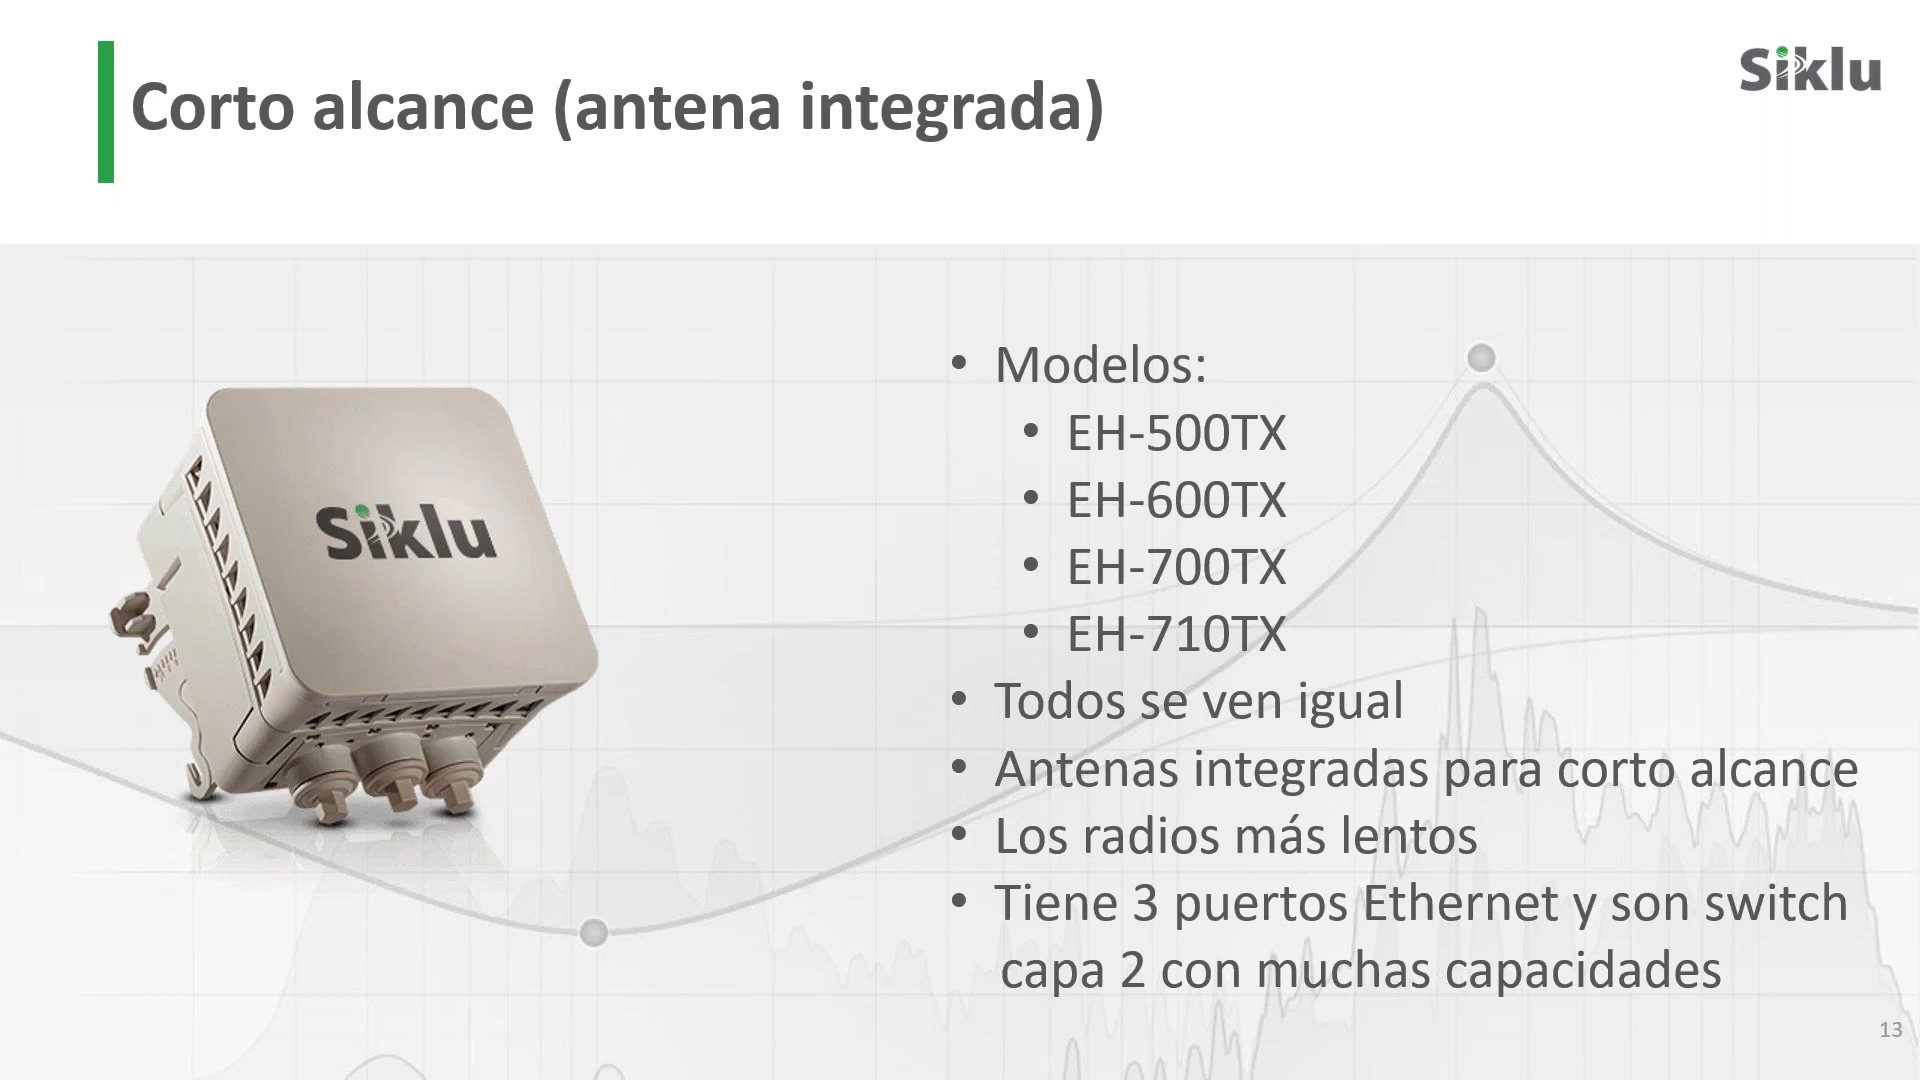 Corto alcance (antena integrada)
Siklu
Siklu
• Modelos:
• EH-500TX
• EH-600TX
• EH-700TX
• EH-710TX
• Todos se ven igual
• Antenas integradas para corto alcance
• Los radios más lentos
• Tiene 3 puertos Ethernet y son switch
capa 2 con muchas capacidades
13